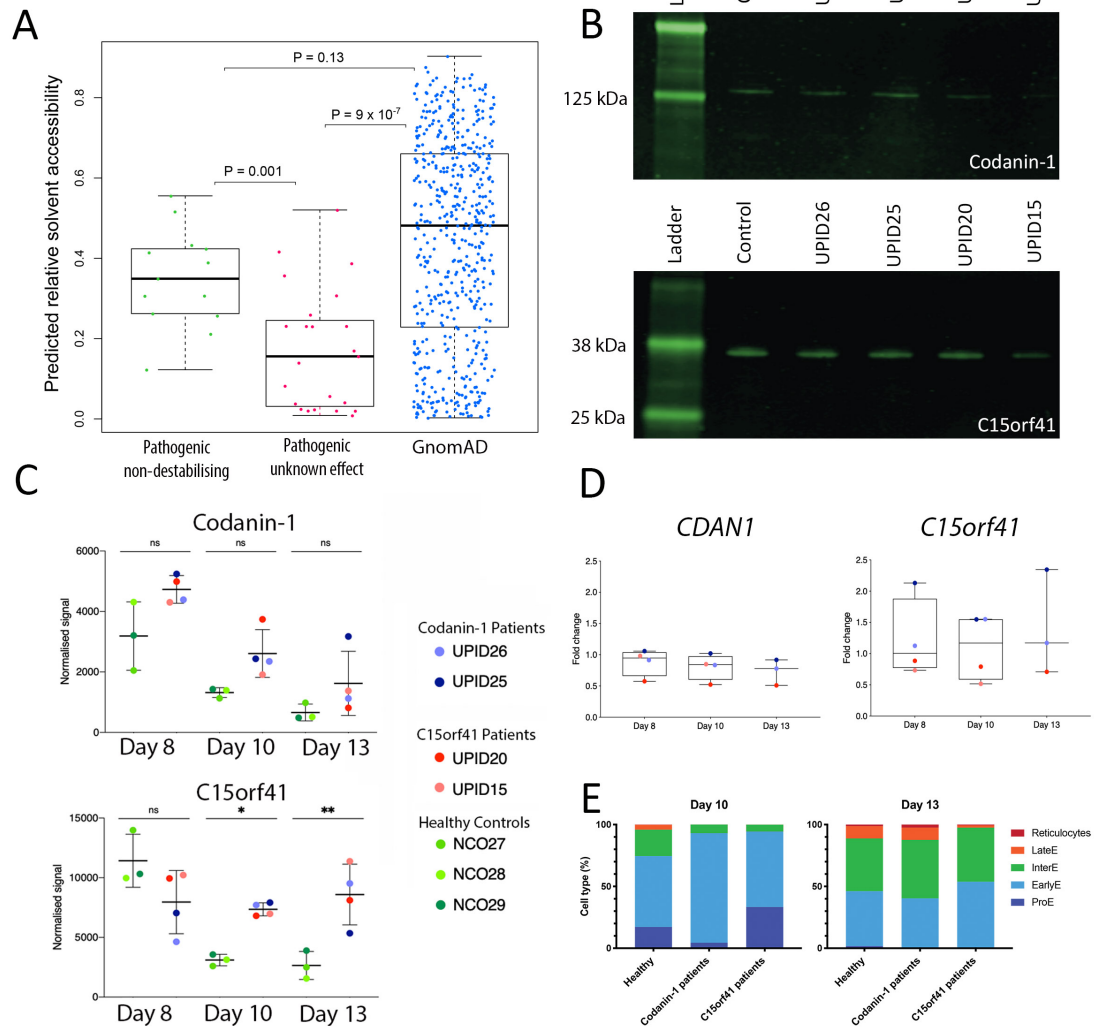 A
Predicted relative solvent accessibility
0.0
0.2
0.4
0.6
0.8
P = 0.13
P = 9 x 10-7
P = 0.001
Pathogenic
non-destabilising
Pathogenic
unknown effect
GnomAD
B
125 kDa
Codanin-1
Ladder
Control
UPID26
UPID25
UPID20
UPID15
38 kDa
25 kDa
C15orf41
C
Codanin-1
ns
ns
ns
Normalised signal
6000
4000
2000
0
Day 8
Day 10
Day 13
C15orf41
ns
*
**
Normalised signal
15000
10000
5000
0
Day 8
Day 10
Day 13
Codanin-1 Patients
UPID26
UPID25
C15orf41 Patients
UPID20
UPID15
Healthy Controls
NCO27
NCO28
NCO29
D
CDAN1
Fold change
2.5
2.0
1.5
1.0
0.5
0.0
Day 8
Day 10
Day 13
C15orf41
Fold change
2.5
2.0
1.5
1.0
0.5
0.0
Day 8
Day 10
Day 13
E
Day 10
Cell type (%)
100
50
0
Healthy
Codanin-1 patients
C15orf41 patients
Day 13
100
50
0
Healthy
Codanin-1 patients
C15orf41 patients
Reticulocytes
LateE
InterE
EarlyE
ProE